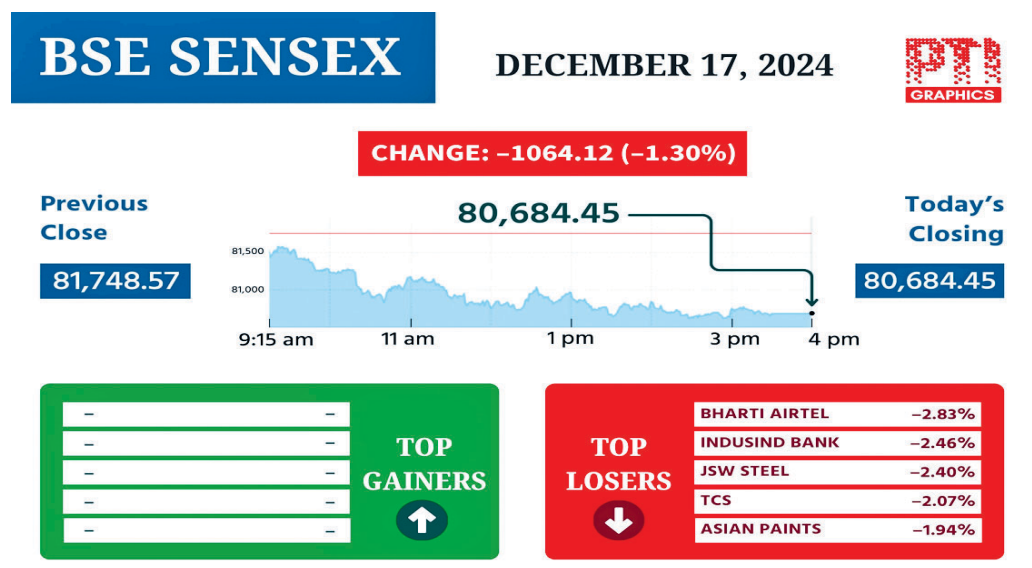 BSE SENSEX
DECEMBER 17, 2024
PTI
GRAPHICS
CHANGE: –1064.12 (–1.30%)
Previous
Close
81,748.57
80,684.45
Today’s
Closing
80,684.45
81,500
81,000
9:15 am 11 am 1 pm 3 pm 4 pm
– –
– –
– –
– –
– –
TOP
GAINERS
TOP
LOSERS
BHARTI AIRTEL –2.83%
INDUSIND BANK –2.46%
JSW STEEL –2.40%
TCS –2.07%
ASIAN PAINTS –1.94%